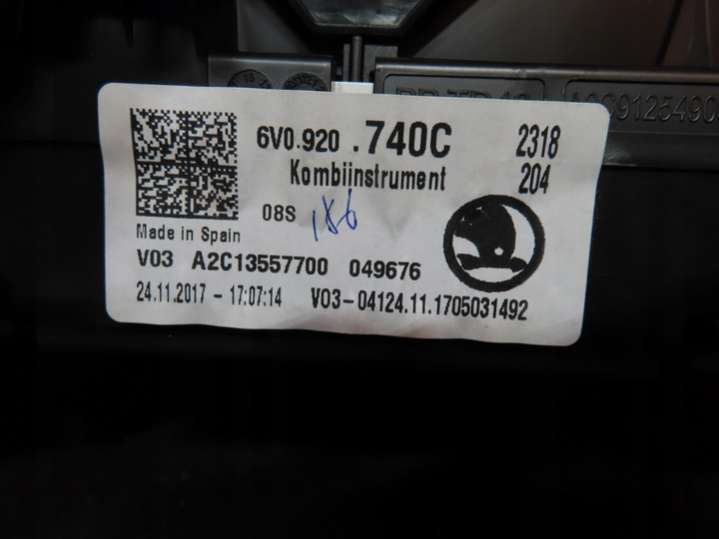 6V0.920 .740C 2318
Kombiinstrument 204
08S 186
Made in Spain
V03 A2C13557700 049676
24.11.2017 - 17:07:14 V03-04124.11.1705031492